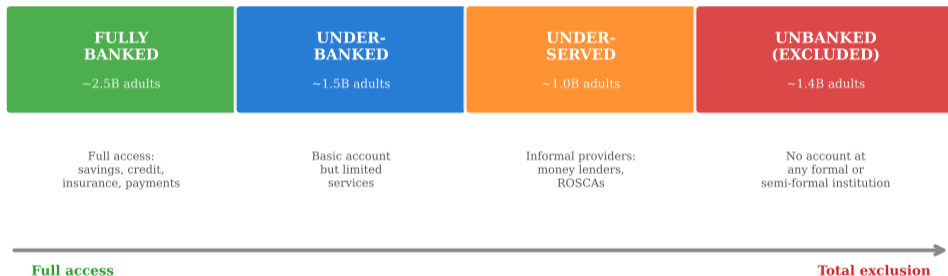 FULLY
BANKED
~2.5B adults
UNDER-
BANKED
~1.5B adults
UNDER-
SERVED
~1.0B adults
UNBANKED
(EXCLUDED)
~1.4B adults
Full access:
savings, credit,
insurance, payments
Basic account
but limited
services
Informal providers:
money lenders,
ROSCAs
No account at
any formal or
semi-formal institution
Full access
Total exclusion